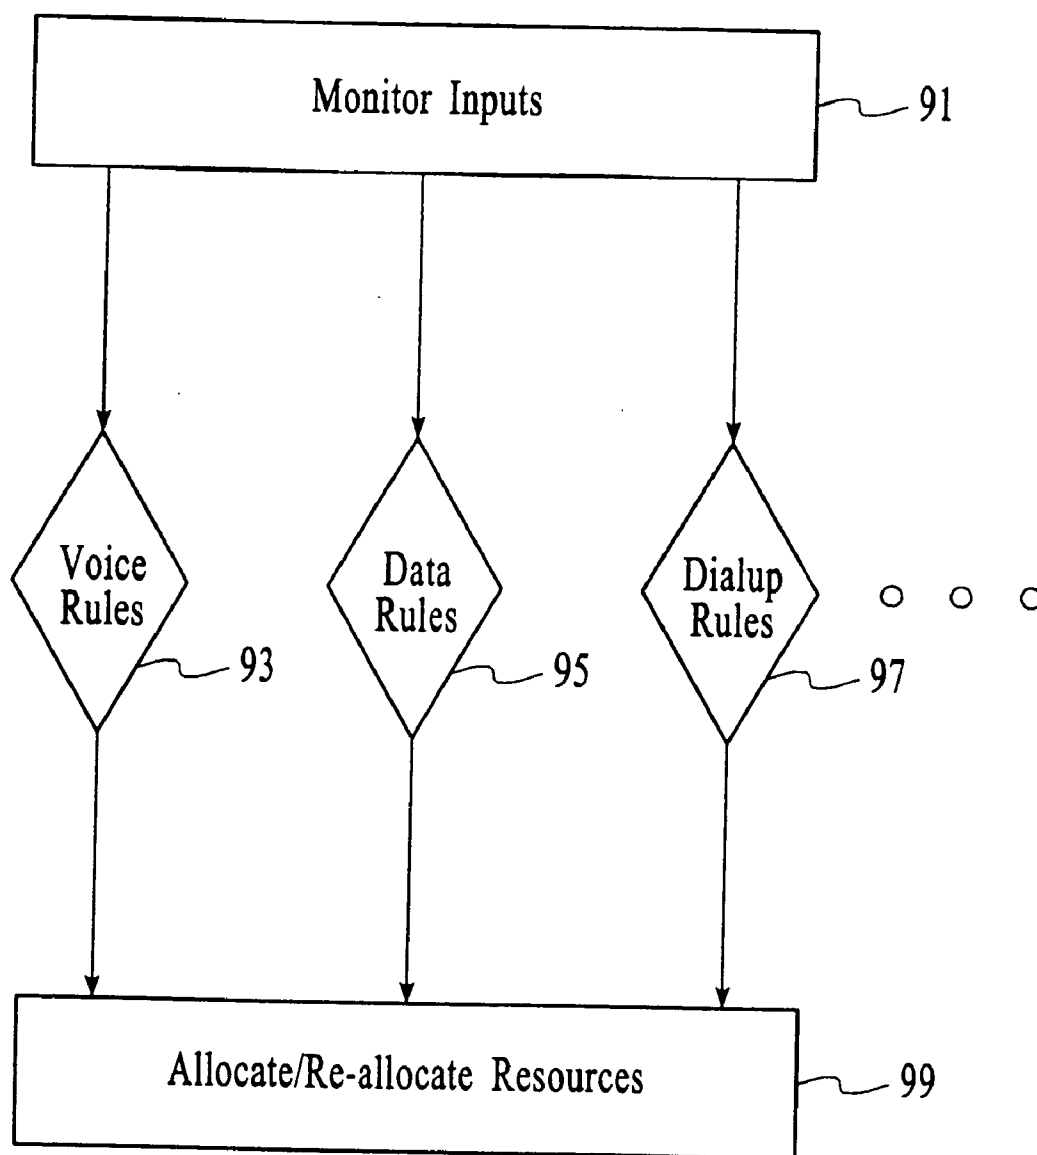 Monitor Inputs
91
Voice
Rules
93
Data
Rules
95
Dialup
Rules
97
Allocate/Re-allocate Resources
99